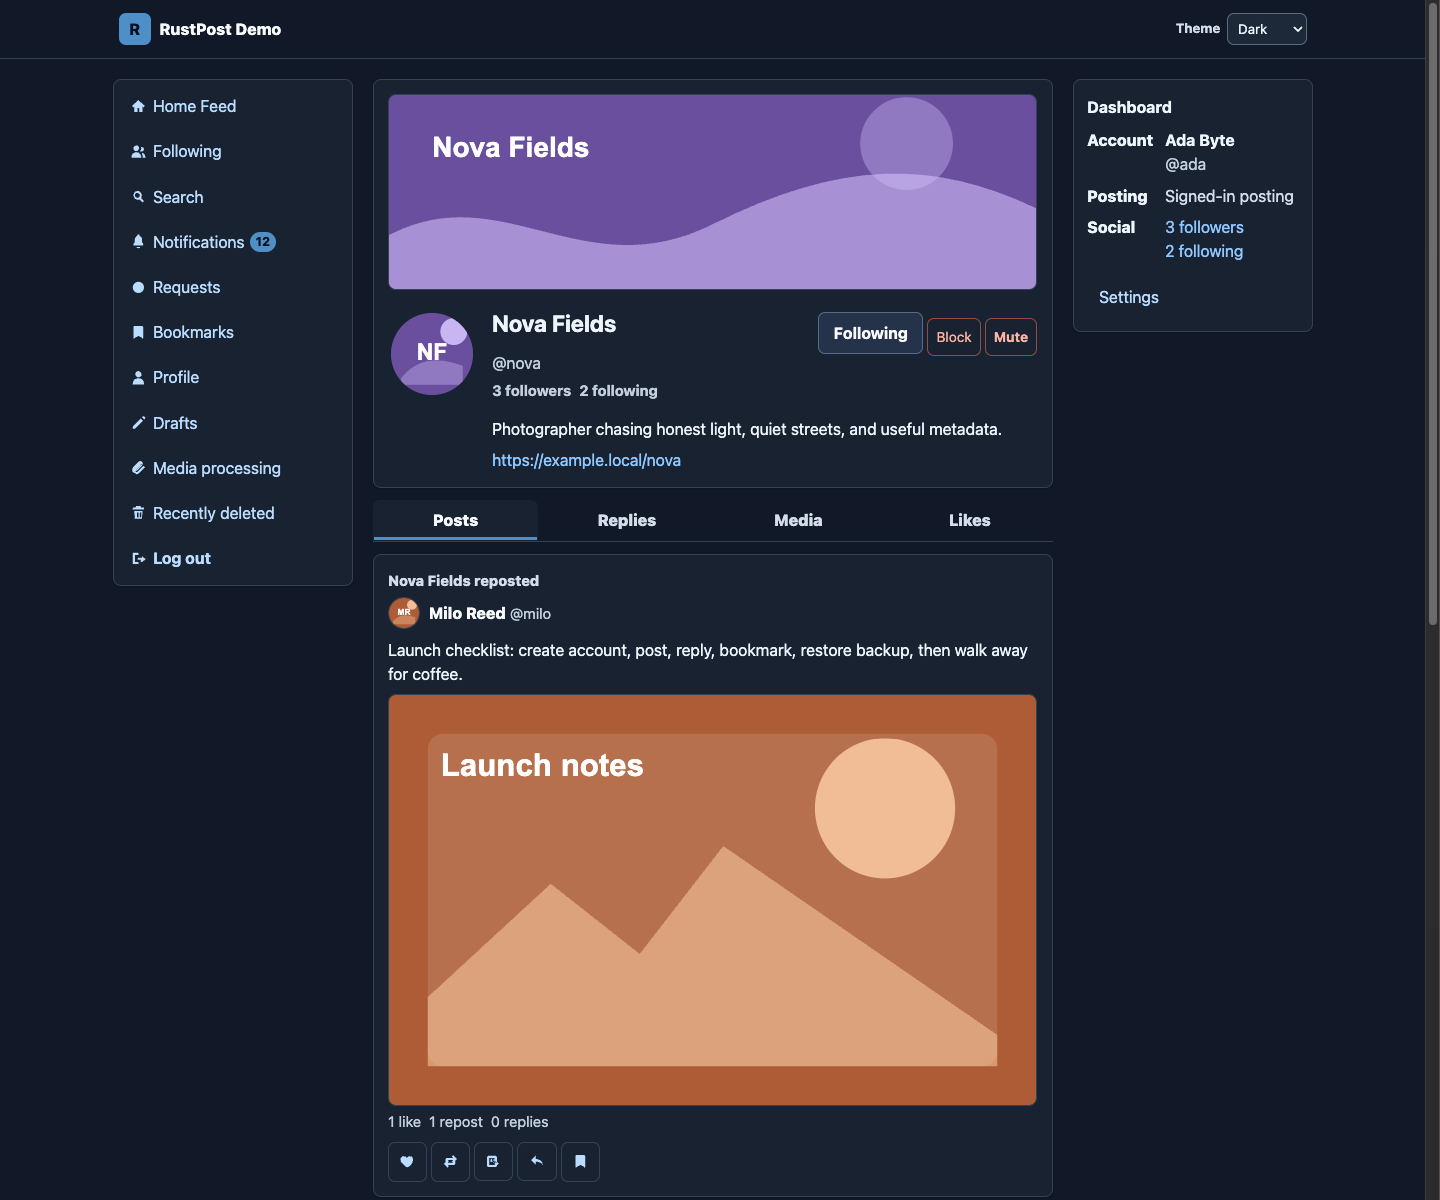 R RustPost Demo
Theme Dark
Home Feed
Following
Search
Notifications 12
Requests
Bookmarks
Profile
Drafts
Media processing
Recently deleted
Log out
Nova Fields
NF
Nova Fields
Following Block Mute
@nova
3 followers 2 following
Photographer chasing honest light, quiet streets, and useful metadata.
https://example.local/nova
Posts Replies Media Likes
Nova Fields reposted
MR Milo Reed @milo
Launch checklist: create account, post, reply, bookmark, restore backup, then walk away
for coffee.
Launch notes
1 like 1 repost 0 replies
Dashboard
Account Ada Byte
@ada
Posting Signed-in posting
Social 3 followers
2 following
Settings